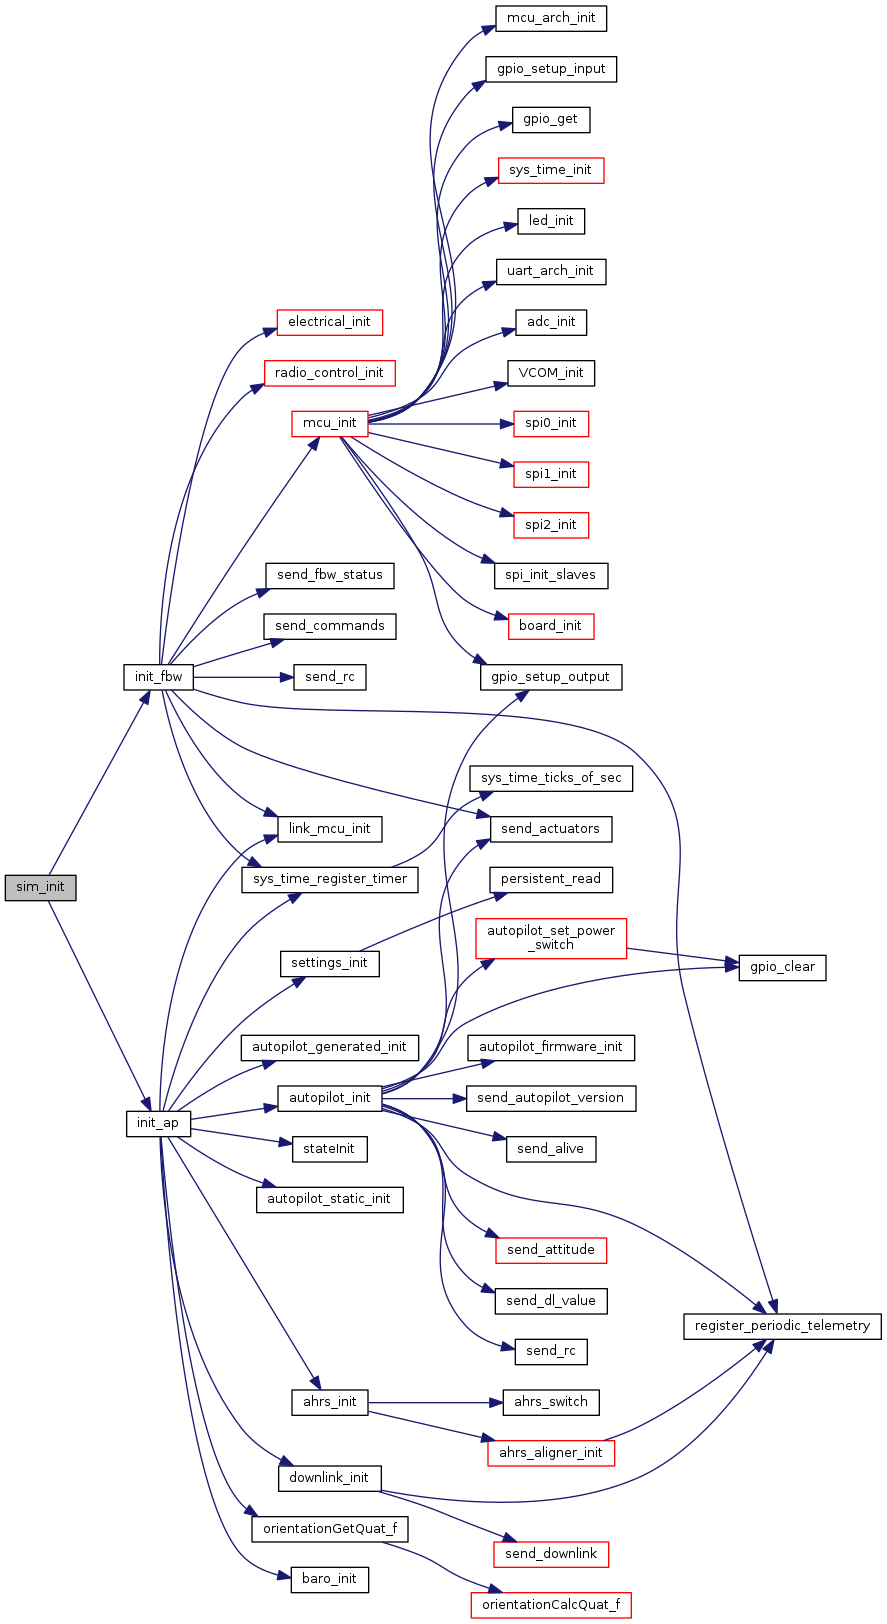 mcu_arch_init
gpio_setup_input
gpio_get
sys_time_init
led_init
uart_arch_init
adc_init
electrical_init
VCOM_init
radio_control_init
mcu_init
spi0_init
spi1_init
spi2_init
send_fbw_status
spi_init_slaves
send_commands
board_init
init_fbw
send_rc
gpio_setup_output
sys_time_ticks_of_sec
link_mcu_init
send_actuators
sim_init
sys_time_register_timer
persistent_read
autopilot_set_power
_switch
settings_init
gpio_clear
autopilot_generated_init
autopilot_firmware_init
autopilot_init
send_autopilot_version
init_ap
stateInit
send_alive
autopilot_static_init
send_attitude
send_dl_value
register_periodic_telemetry
send_rc
ahrs_init
ahrs_switch
ahrs_aligner_init
downlink_init
orientationGetQuat_f
send_downlink
baro_init
orientationCalcQuat_f